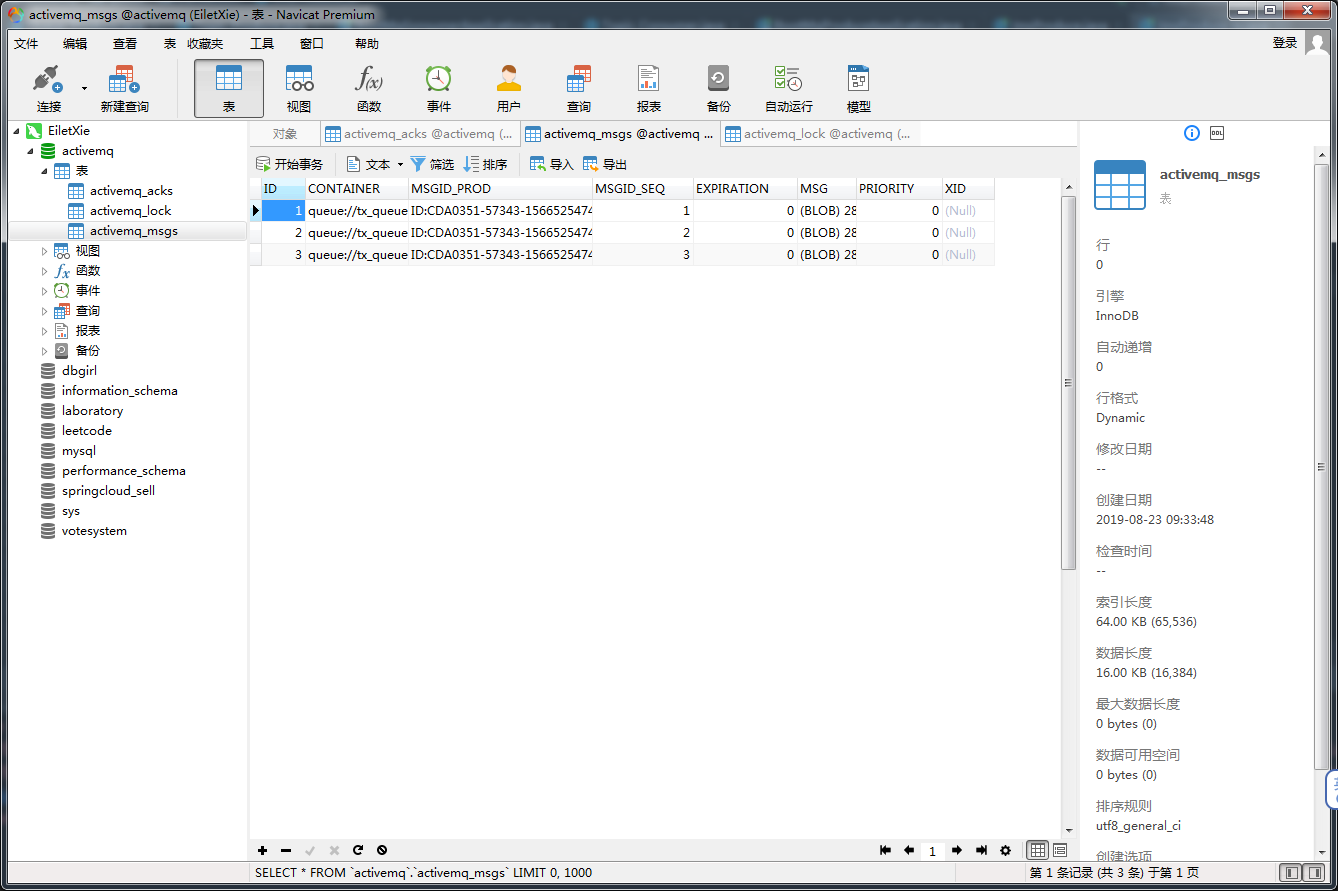 activemq_msgs @activemq (EiletXie) - 表 - Navicat Premium
文件 编辑 查看 表 收藏夹 工具 窗口 帮助 登录
连接 新建查询 表 视图 函数 事件 用户 查询 报表 备份 自动运行 模型
EiletXie
activemq
表
activemq_acks
activemq_lock
activemq_msgs
视图
函数
事件
查询
报表
备份
dbgirl
information_schema
laboratory
leetcode
mysql
performance_schema
springcloud_sell
sys
votesystem
对象 activemq_acks @activemq (... activemq_msgs @activemq ... activemq_lock @activemq (...
开始事务 文本 筛选 排序 导入 导出
ID CONTAINER MSGID_PROD MSGID_SEQ EXPIRATION MSG PRIORITY XID
1 queue://tx_queue ID:CDA0351-57343-1566525474 1 0 (BLOB) 28 0 (Null)
2 queue://tx_queue ID:CDA0351-57343-1566525474 2 0 (BLOB) 28 0 (Null)
3 queue://tx_queue ID:CDA0351-57343-1566525474 3 0 (BLOB) 28 0 (Null)
1
SELECT * FROM `activemq`.`activemq_msgs` LIMIT 0, 1000
第 1 条记录 (共 3 条) 于第 1 页
DDL
activemq_msgs
表
行
0
引擎
InnoDB
自动递增
0
行格式
Dynamic
修改日期
--
创建日期
2019-08-23 09:33:48
检查时间
--
索引长度
64.00 KB (65,536)
数据长度
16.00 KB (16,384)
最大数据长度
0 bytes (0)
数据可用空间
0 bytes (0)
排序规则
utf8_general_ci
创建选项